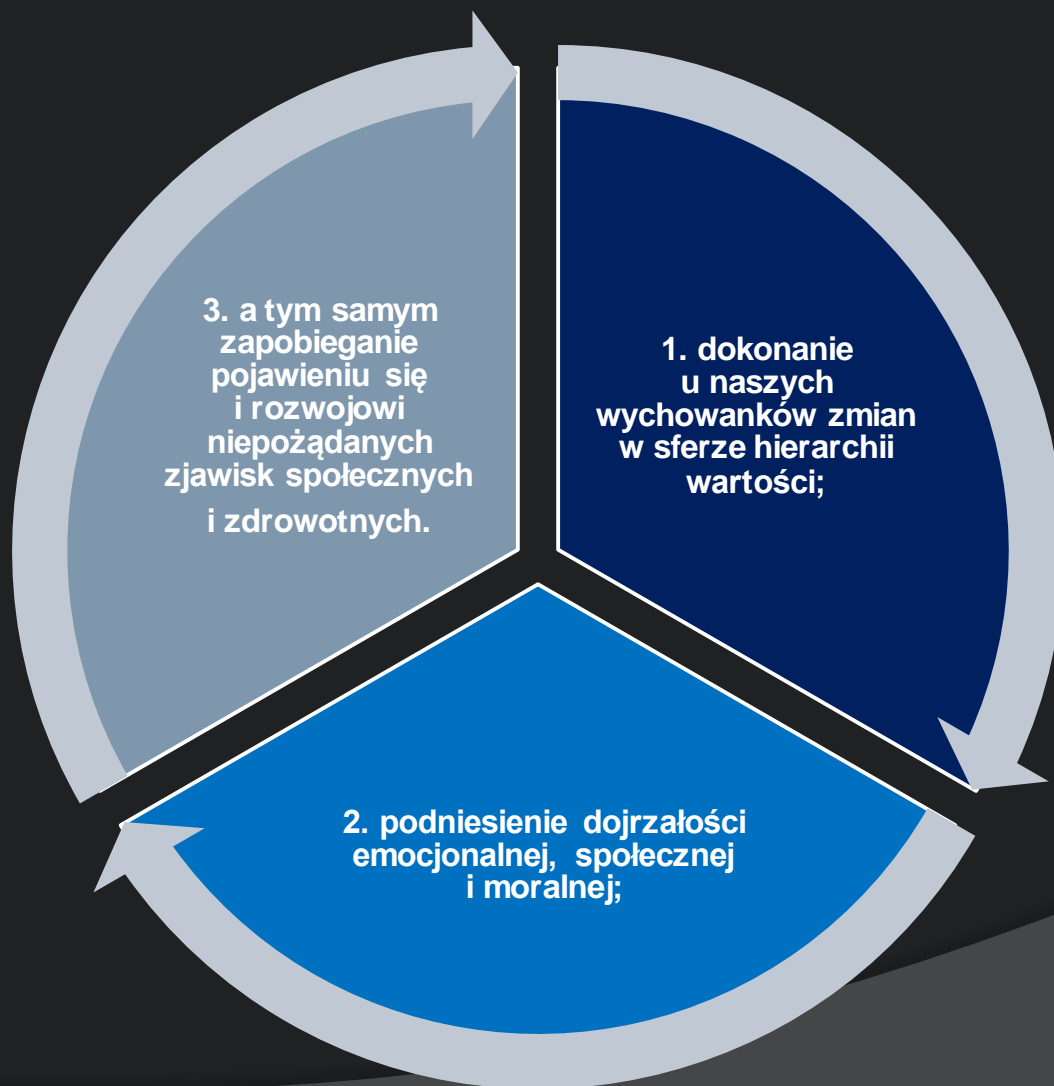 1. dokonanie
u naszych
wychowanków zmian
w sferze hierarchii
wartości;
2. podniesienie dojrzałości
emocjonalnej, społecznej
i moralnej;
3. a tym samym
zapobieganie
pojawieniu się
i rozwojowi
niepożądanych
zjawisk społecznych
i zdrowotnych.